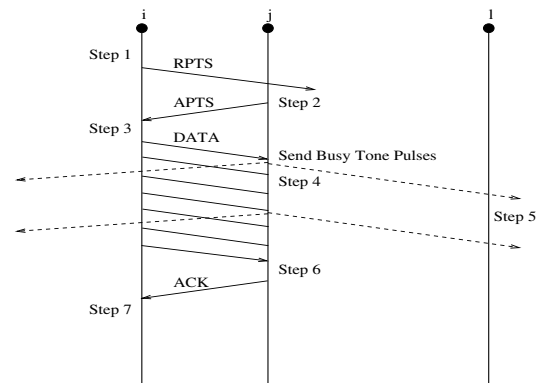 i
j
l
Step 1
RPTS
APTS
Step 2
Step 3
DATA
Send Busy Tone Pulses
Step 4
Step 5
Step 6
ACK
Step 7